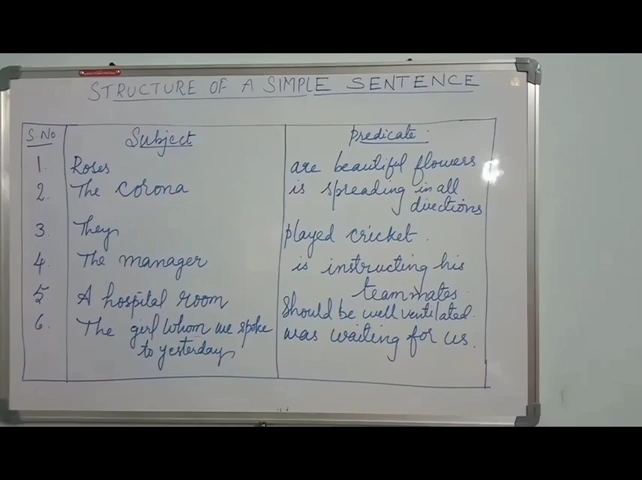 STRUCTURE OF A SIMPLE SENTENCE
S No Subject Predicate
1. Roses are beautiful flowers
2. The corona is spreading in all
directions
3. They played cricket.
4. The manager is instructing his
teammates
5 A hospital room Should be well ventilated.
6. The girl whom we spoke was waiting for us.
to yesterday